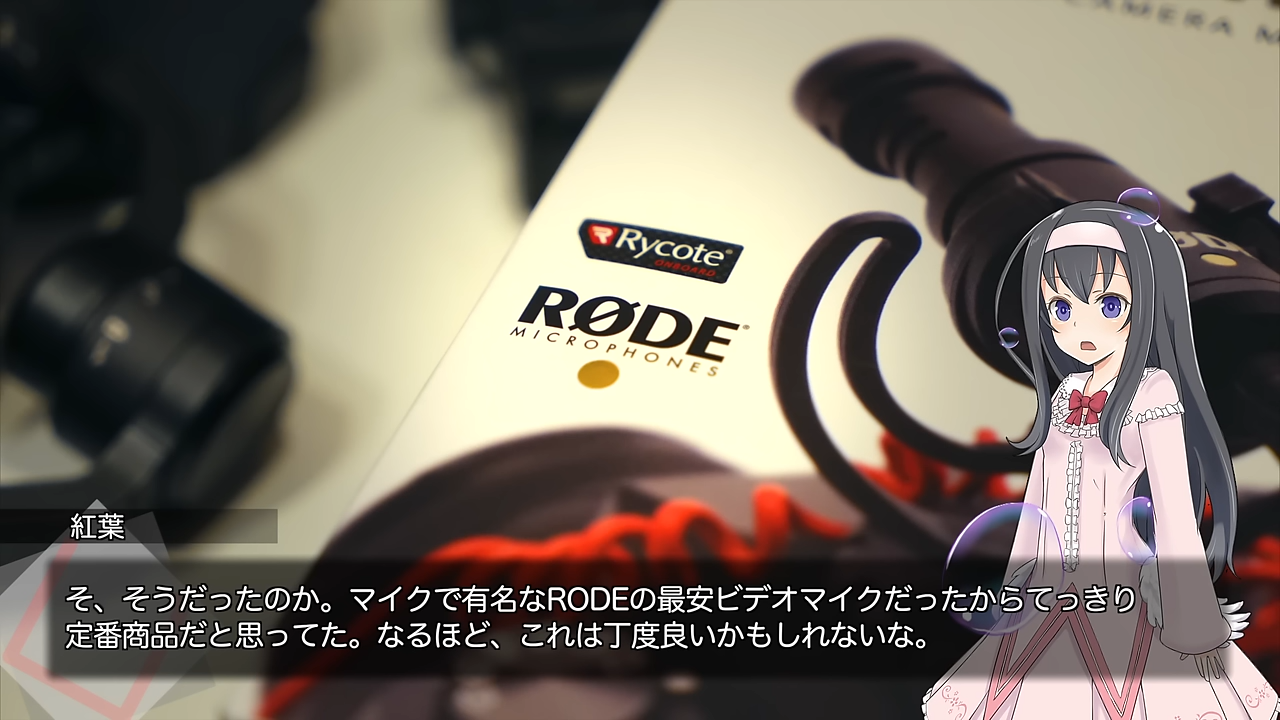 CAMERA M
Rycote
ONBOARD
RØDE
MICROPHONES
紅葉
そ、そうだったのか。マイクで有名なRODEの最安ビデオマイクだったからてっきり
定番商品だと思ってた。なるほど、これは丁度良いかもしれないな。